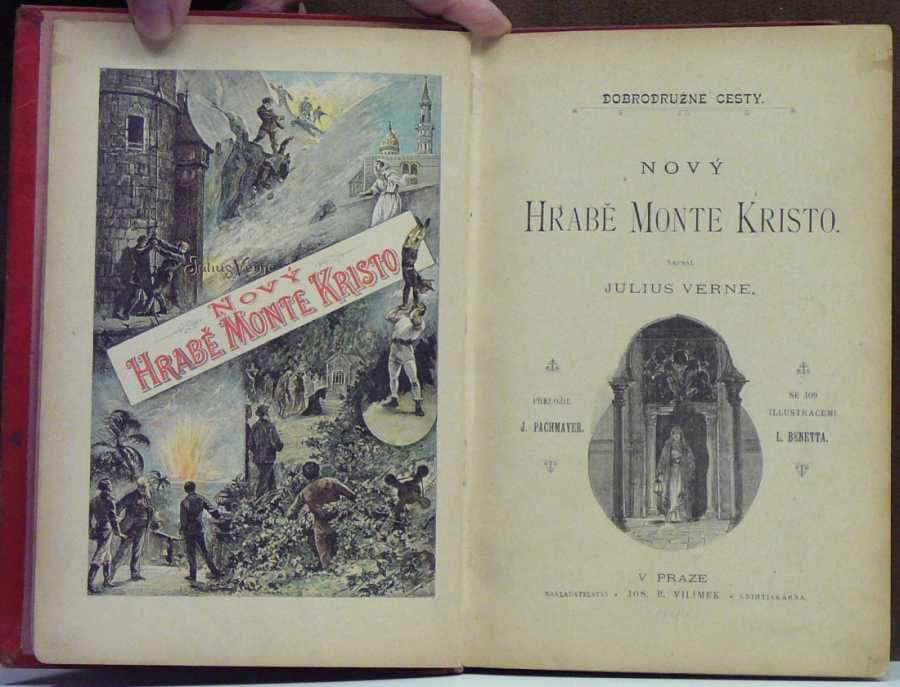 JULIUS VERNE
NOVÝ
HRABĚ MONTE KRISTO
DOBRODRUŽNÉ CESTY.
NOVÝ
HRABĚ MONTE KRISTO.
NAPSAL
JULIUS VERNE.
PŘELOŽIL
J. PACHMAYER.
SE 109
ILLUSTRACEMI
L. BENETTA.
V PRAZE
NAKLADATELSTVÍ JOS. R. VILÍMEK KNIHTISKÁRNA